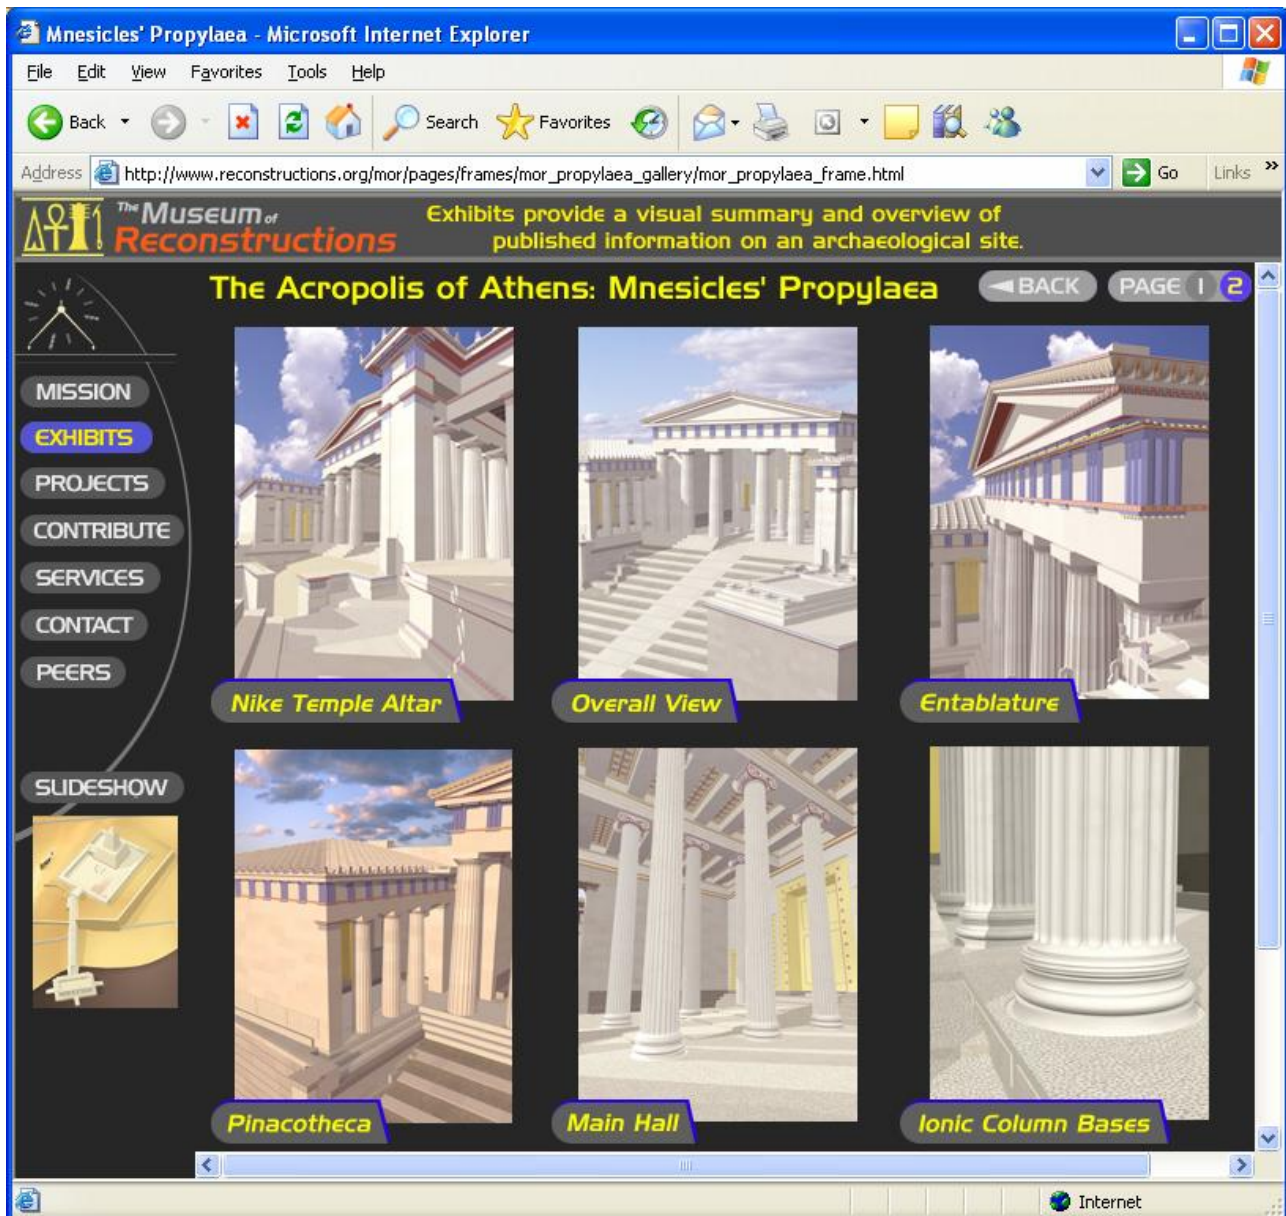 Mnesicles' Propylaea - Microsoft Internet Explorer
File Edit View Favorites Tools Help
Back Search Favorites
Address http://www.reconstructions.org/mor/pages/frames/mor_propylaea_gallery/mor_propylaea_frame.html Go Links »
The Museum of
Reconstructions
Exhibits provide a visual summary and overview of
published information on an archaeological site.
The Acropolis of Athens: Mnesicles' Propylaea
BACK PAGE 1 2
MISSION
EXHIBITS
PROJECTS
CONTRIBUTE
SERVICES
CONTACT
PEERS
SLIDESHOW
Nike Temple Altar
Overall View
Entablature
Pinacotheca
Main Hall
Ionic Column Bases
Internet